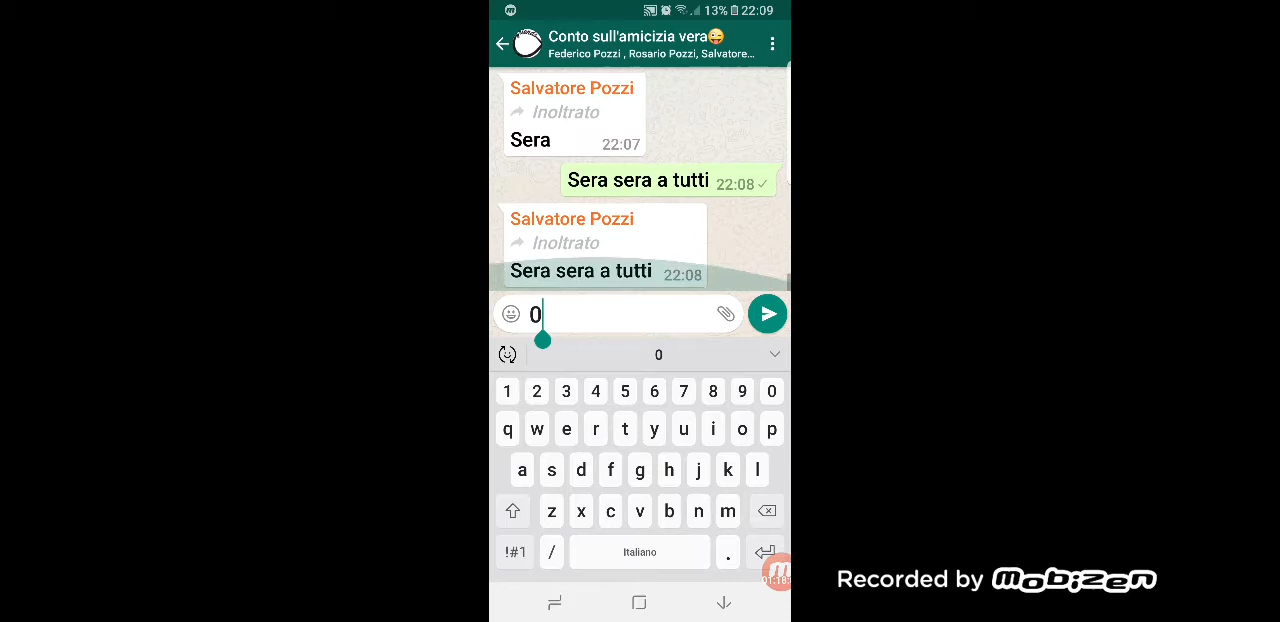 13% 22:09
Conto sull'amicizia vera😜
Federico Pozzi , Rosario Pozzi, Salvatore...
Salvatore Pozzi
Inoltrato
Sera 22:07
Sera sera a tutti 22:08
Salvatore Pozzi
Inoltrato
Sera sera a tutti 22:08
0
0
1 2 3 4 5 6 7 8 9 0
q w e r t y u i o p
a s d f g h j k l
z x c v b n m
!#1 / Italiano .
Recorded by mobizen